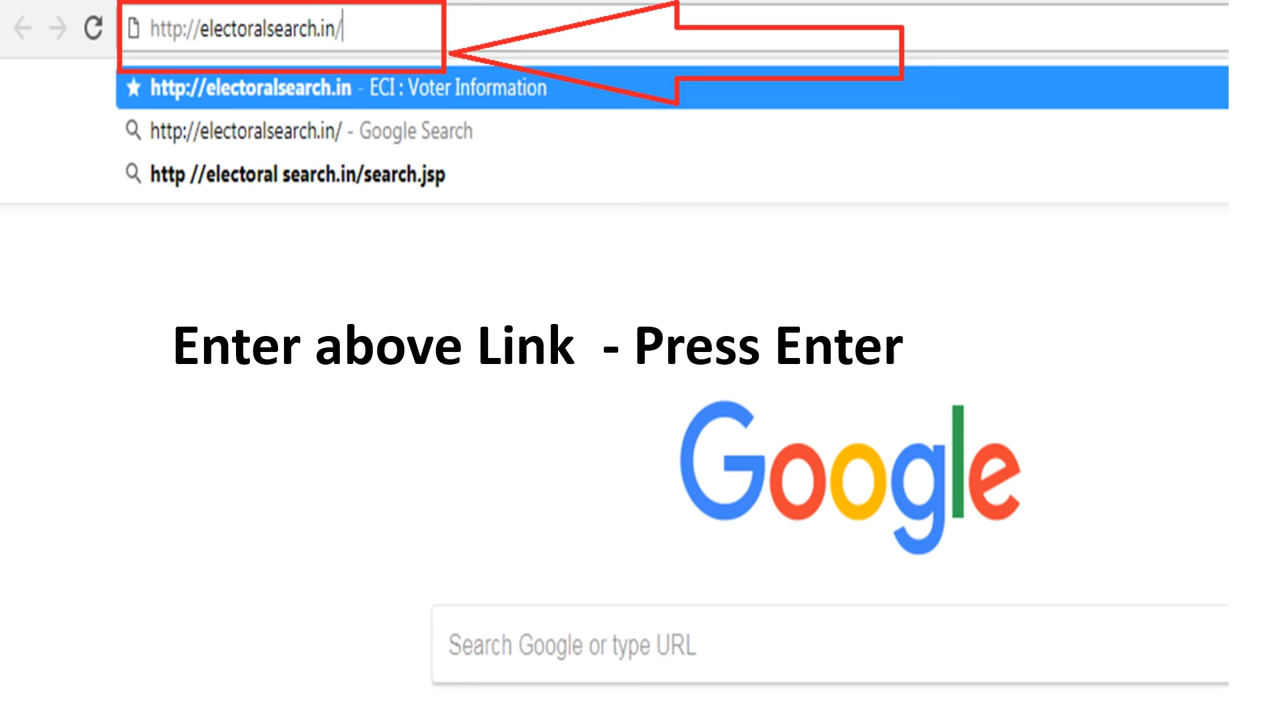 http://electoralsearch.in/
http://electoralsearch.in - ECI : Voter Information
http://electoralsearch.in/ - Google Search
http //electoral search.in/search.jsp
Enter above Link - Press Enter
Google
Search Google or type URL